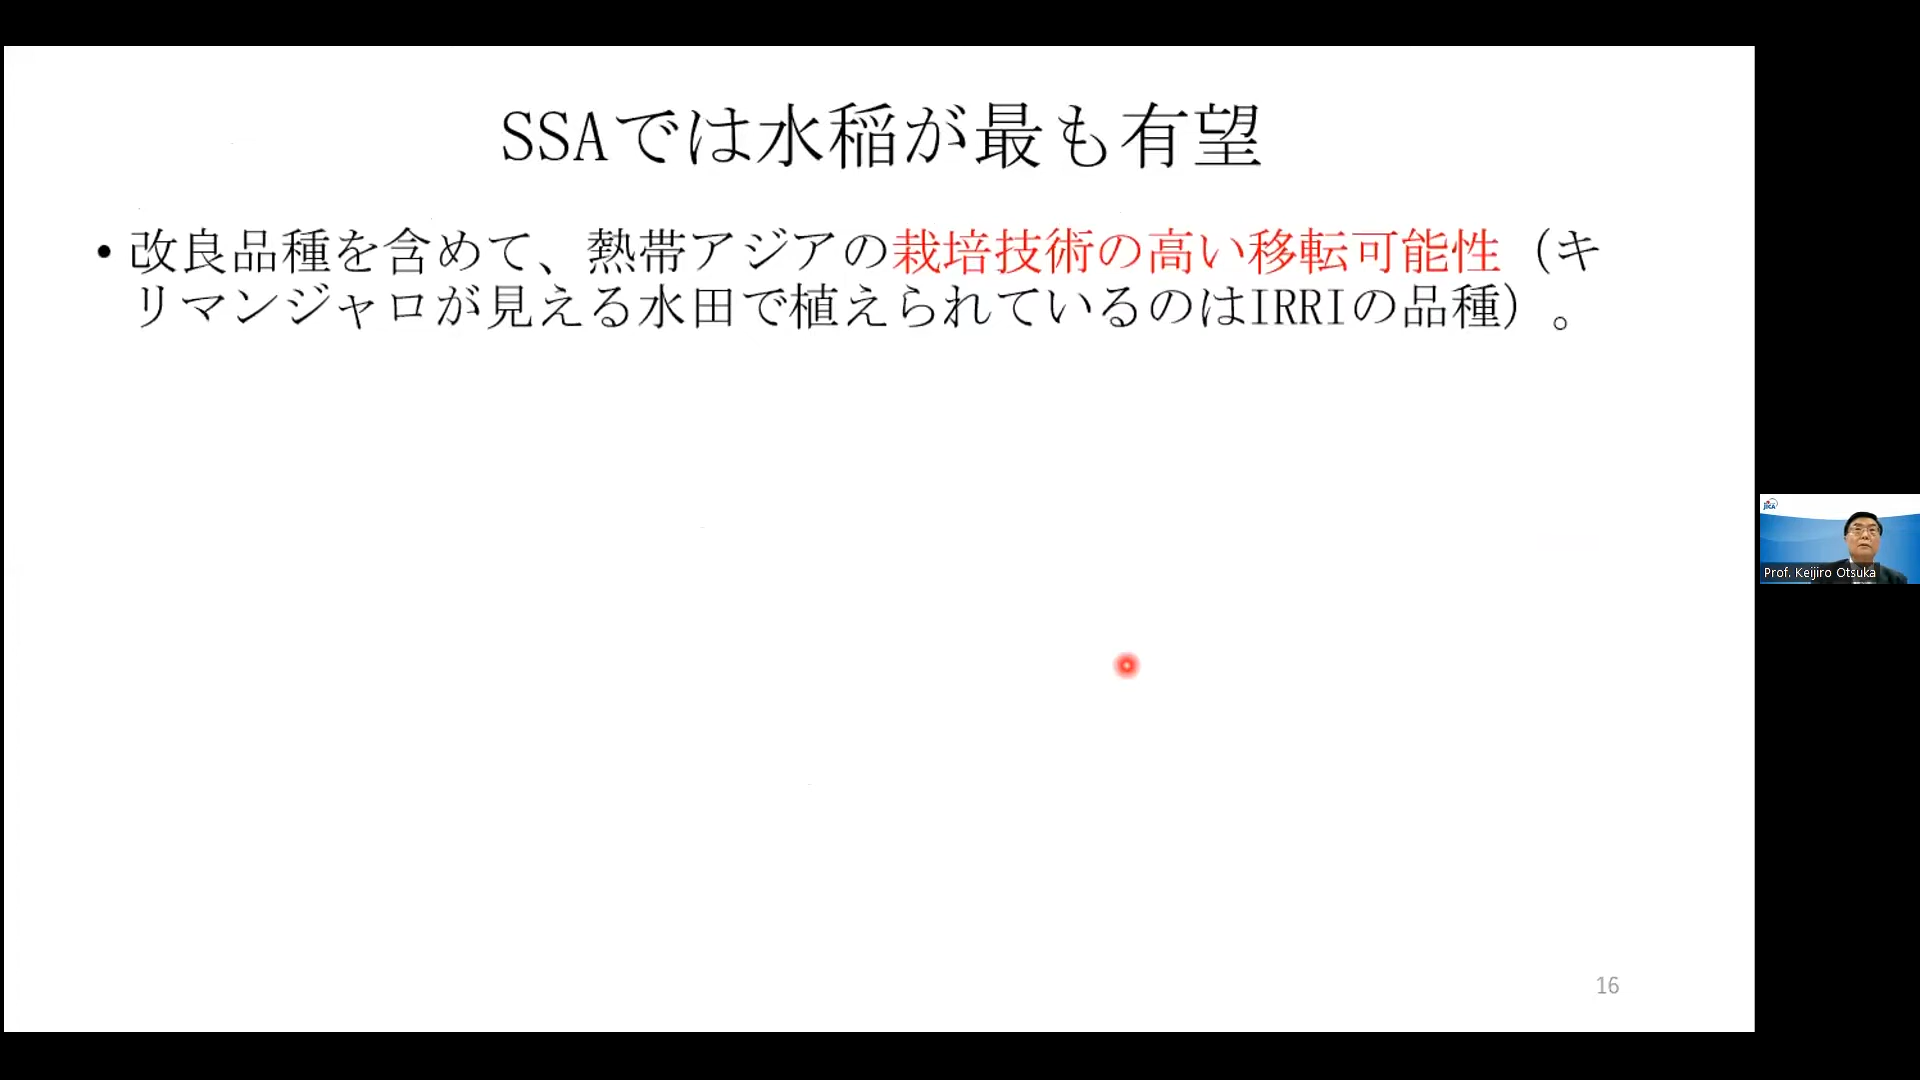 SSAでは水稲が最も有望
• 改良品種を含めて、熱帯アジアの栽培技術の高い移転可能性（キ
リマンジャロが見える水田で植えられているのはIRRIの品種）。
JICA
Prof. Keijiro Otsuka
16